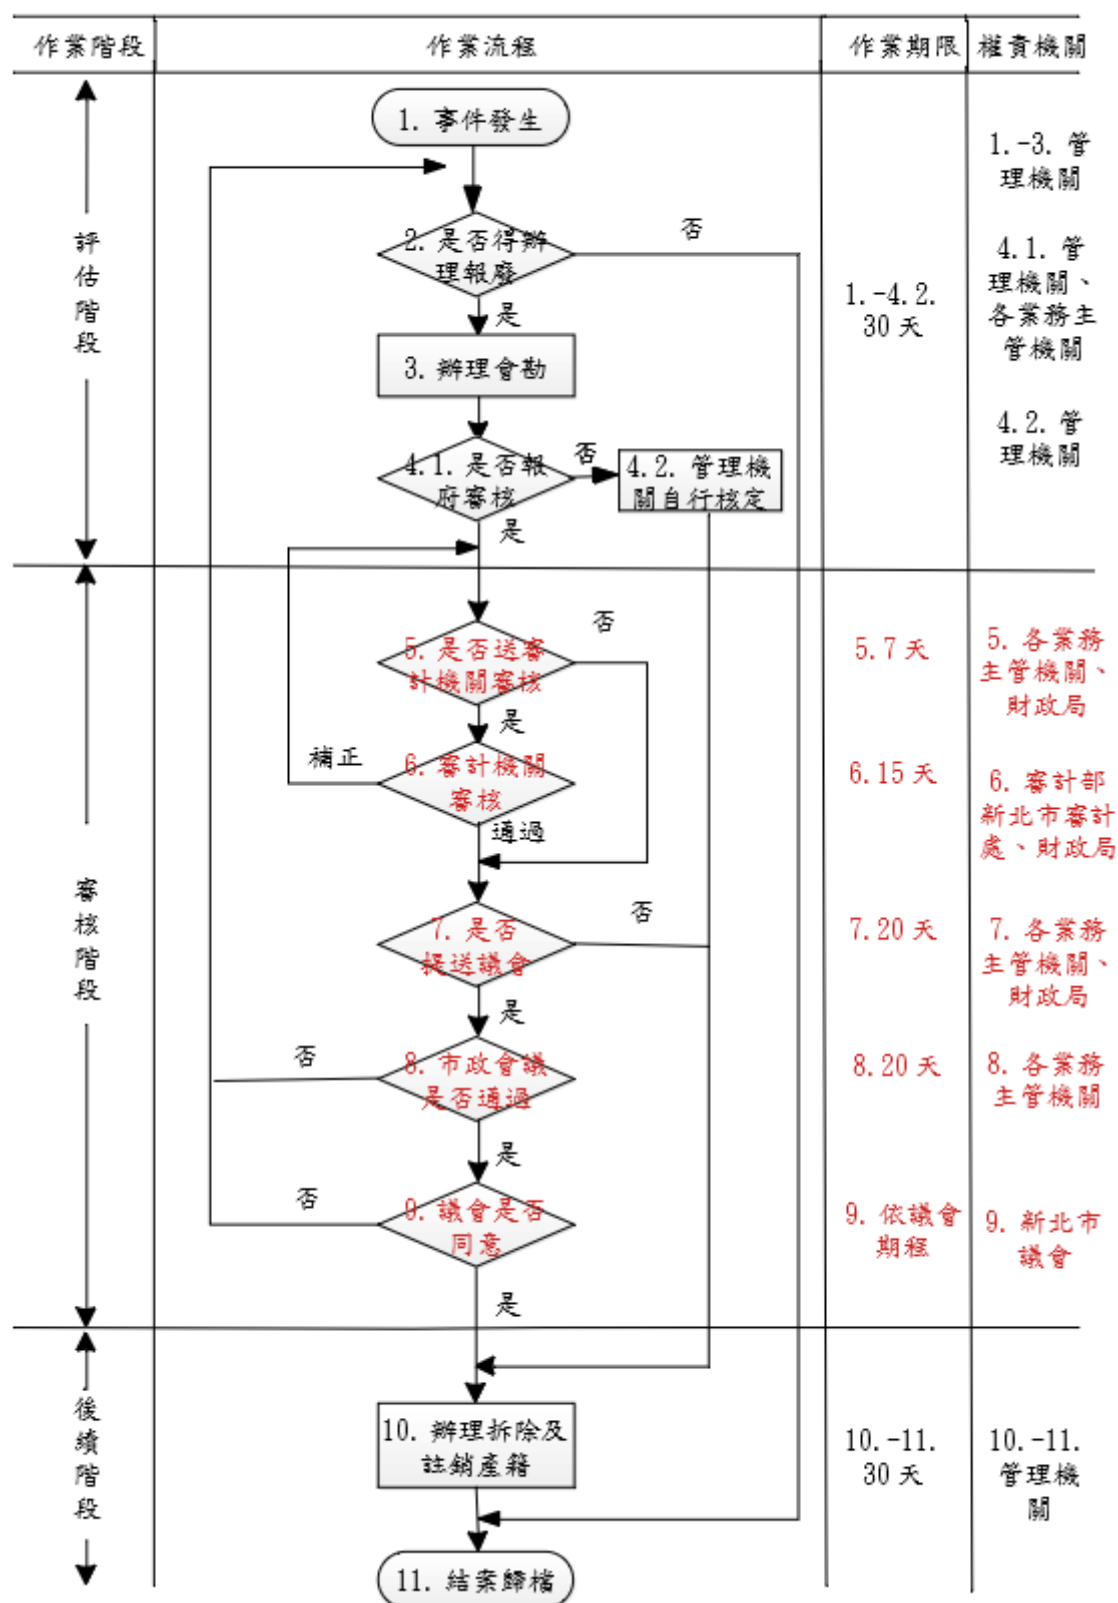 作業階段
作業流程
作業期限
權責機關
1. 事件發生
1.-3. 管
理機關
2. 是否得辦
理報廢
否
是
評
估
階
段
4.1. 管
理機關、
各業務主
管機關
1.-4.2.
30 天
3. 辦理會勘
4.2. 管
理機關
4.1. 是否報
府審核
否
4.2. 管理機
關自行核定
是
5. 是否送審
計機關審核
否
是
5.7 天
5. 各業務
主管機關、
財政局
補正
6. 審計機關
審核
通過
6.15 天
6. 審計部
新北市審計
處、財政局
審
核
階
段
7. 是否
提送議會
否
是
7.20 天
7. 各業務
主管機關、
財政局
否
8. 市政會議
是否通過
是
8.20 天
8. 各業務
主管機關
否
9. 議會是否
同意
是
9. 依議會
期程
9. 新北市
議會
後
續
階
段
10. 辦理拆除及
註銷產籍
10.-11.
30 天
10.-11.
管理機
關
11. 結案歸檔